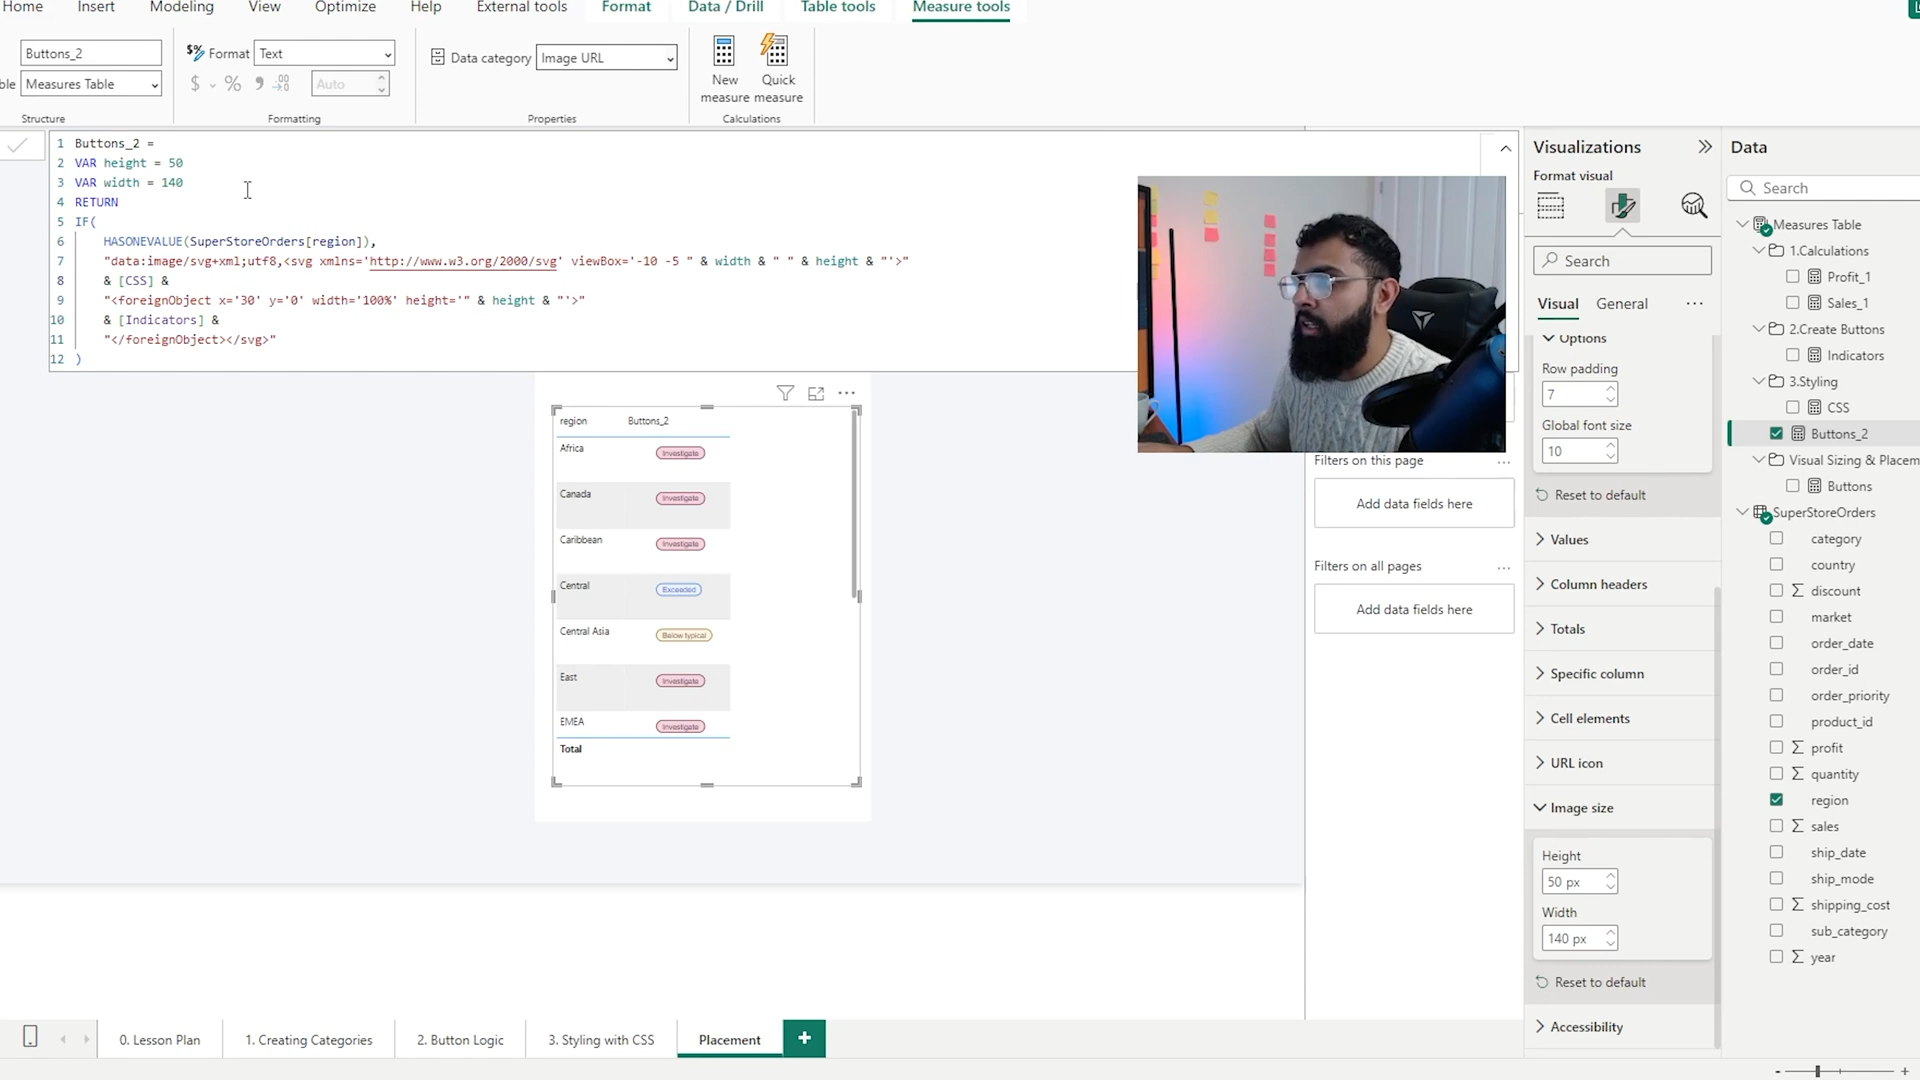 Home Insert Modeling View Optimize Help External tools Format Data / Drill Table tools Measure tools
Buttons_2
Format Text
ble Measures Table
$ % 9 Auto
Structure
Formatting
Data category Image URL
Properties
New measure
Quick measure
Calculations
1 Buttons_2 =
2 VAR height = 50
3 VAR width = 140
4 RETURN
5 IF(
6 HASONEVALUE(SuperStoreOrders[region]),
7 "data:image/svg+xml;utf8,<svg xmlns='http://www.w3.org/2000/svg' viewBox='-10 -5 " & width & " " & height & "'>"
8 & [CSS] &
9 "<foreignObject x='30' y='0' width='100%' height='" & height & "'>"
10 & [Indicators] &
11 "</foreignObject></svg>"
12 )
region Buttons_2
Africa Investigate
Canada Investigate
Caribbean Investigate
Central Exceeded
Central Asia Below typical
East Investigate
EMEA Investigate
Total
Filters on this page
Add data fields here
Filters on all pages
Add data fields here
Visualizations
Format visual
Search
Visual General
Options
Row padding
7
Global font size
10
Reset to default
Values
Column headers
Totals
Specific column
Cell elements
URL icon
Image size
Height
50 px
Width
140 px
Reset to default
Accessibility
Data
Search
Measures Table
1.Calculations
Profit_1
Sales_1
2.Create Buttons
Indicators
3.Styling
CSS
Buttons_2
Visual Sizing & Placem
Buttons
SuperStoreOrders
category
country
discount
market
order_date
order_id
order_priority
product_id
profit
quantity
region
sales
ship_date
ship_mode
shipping_cost
sub_category
year
0. Lesson Plan 1. Creating Categories 2. Button Logic 3. Styling with CSS Placement +